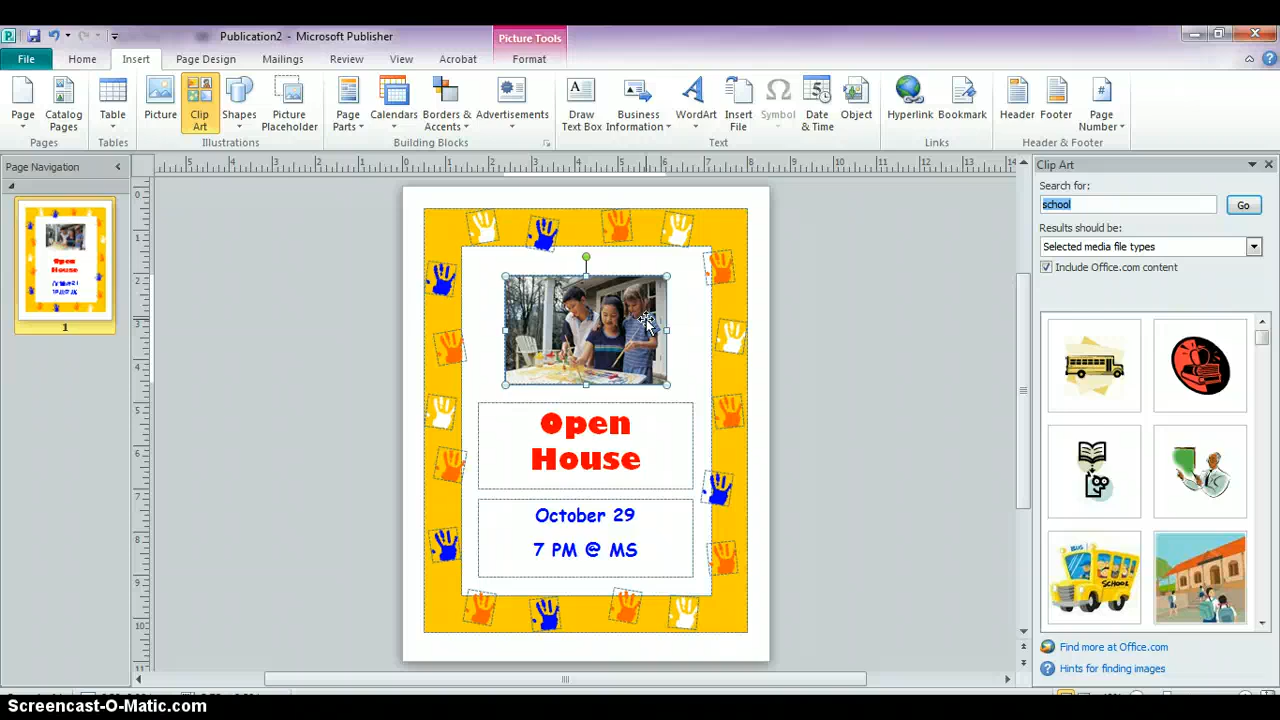 Publication2 - Microsoft Publisher
Picture Tools
File
Home
Insert
Page Design
Mailings
Review
View
Acrobat
Format
Page
Catalog Pages
Table
Picture
Clip Art
Shapes
Picture Placeholder
Page Parts
Calendars
Borders & Accents
Advertisements
Draw Text Box
Business Information
WordArt
Insert File
Symbol
Date & Time
Object
Hyperlink
Bookmark
Header
Footer
Page Number
Pages
Tables
Illustrations
Building Blocks
Text
Links
Header & Footer
Page Navigation
1
Open
House
October 29
7 PM @ MS
Clip Art
Search for:
school
Go
Results should be:
Selected media file types
Include Office.com content
BUS
SCHOOL
Find more at Office.com
Hints for finding images
Screencast-O-Matic.com